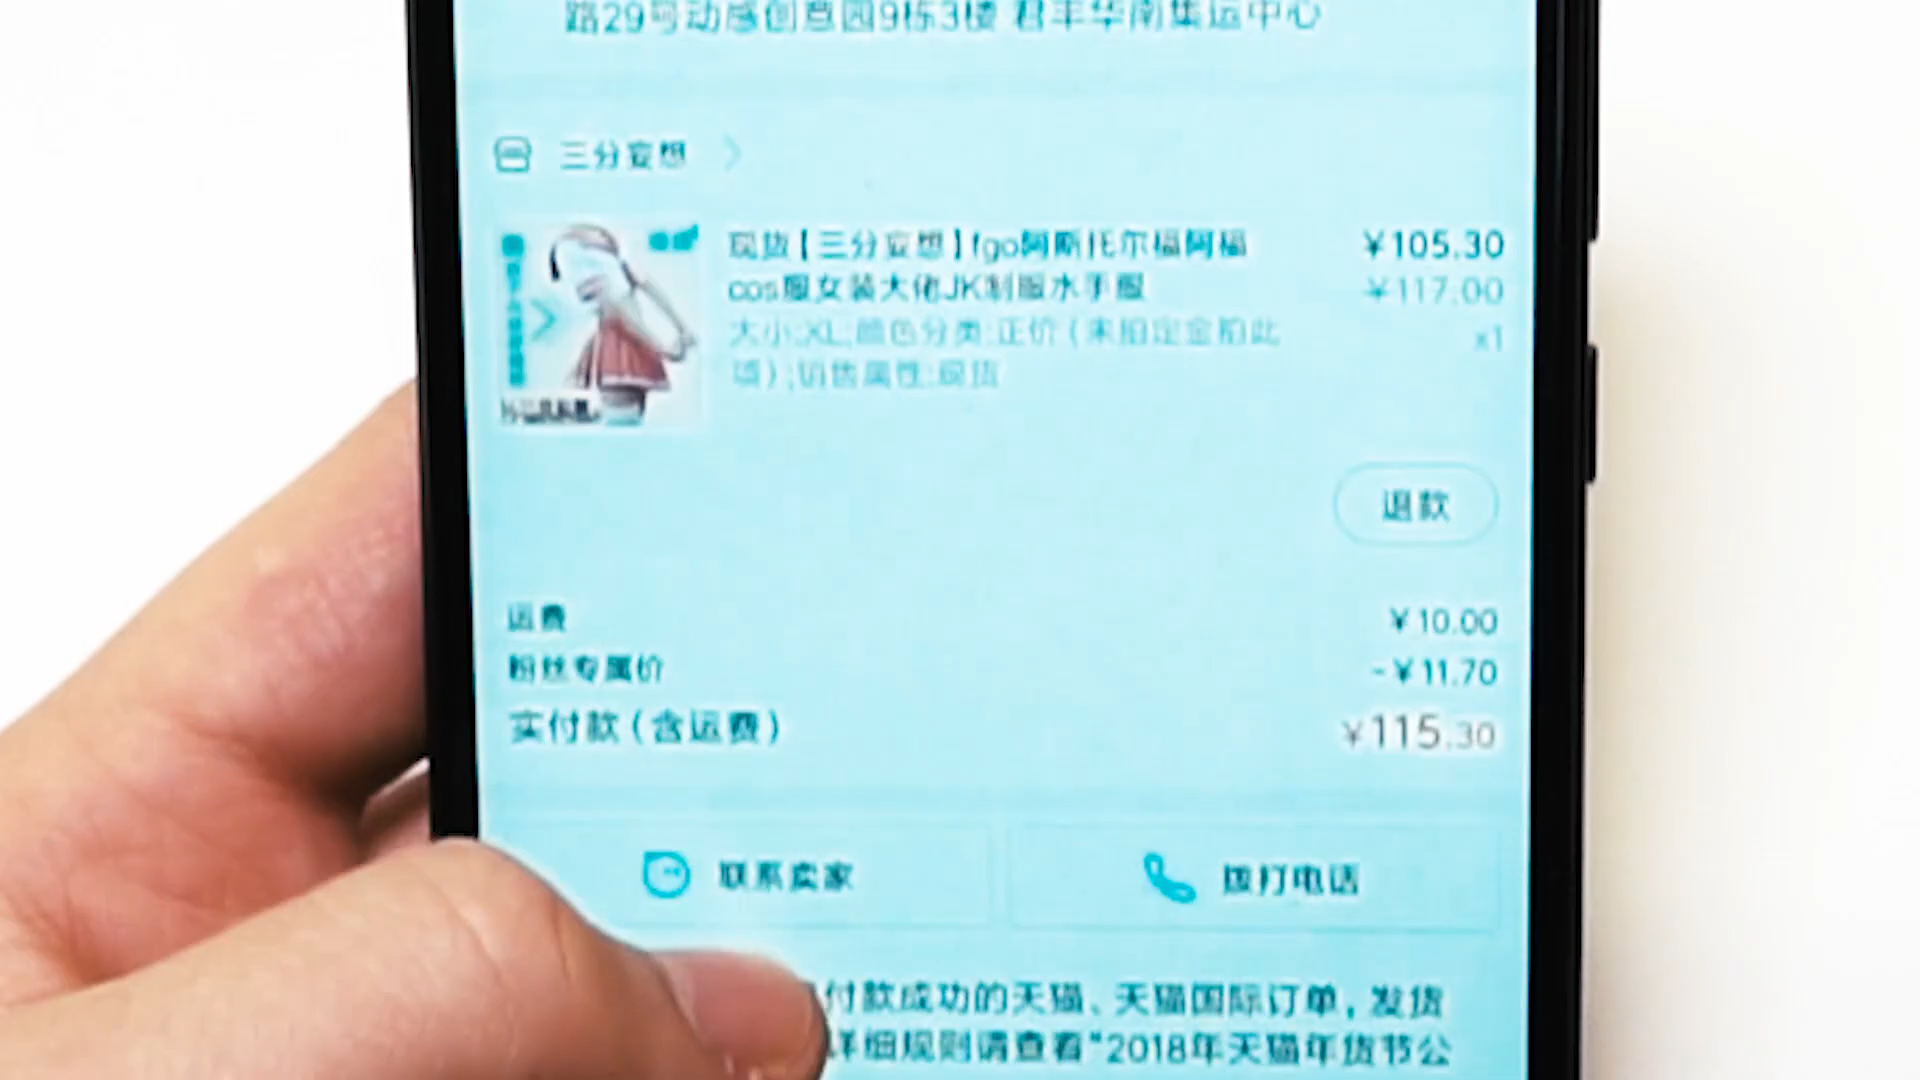 路29号动感创意园9栋3楼 君丰华南集运中心
三分妄想
现货【三分妄想】fgo阿斯托尔福阿福
¥105.30
cos服女装大佬JK制服水手服
¥117.00
大小:XL;颜色分类:正价(未拍定金拍此
x1
项);销售属性:现货
退款
运费
¥10.00
粉丝专属价
-¥11.70
实付款(含运费)
¥115.30
联系卖家
拨打电话
付款成功的天猫、天猫国际订单,发货
详细规则请查看“2018年天猫年货节公